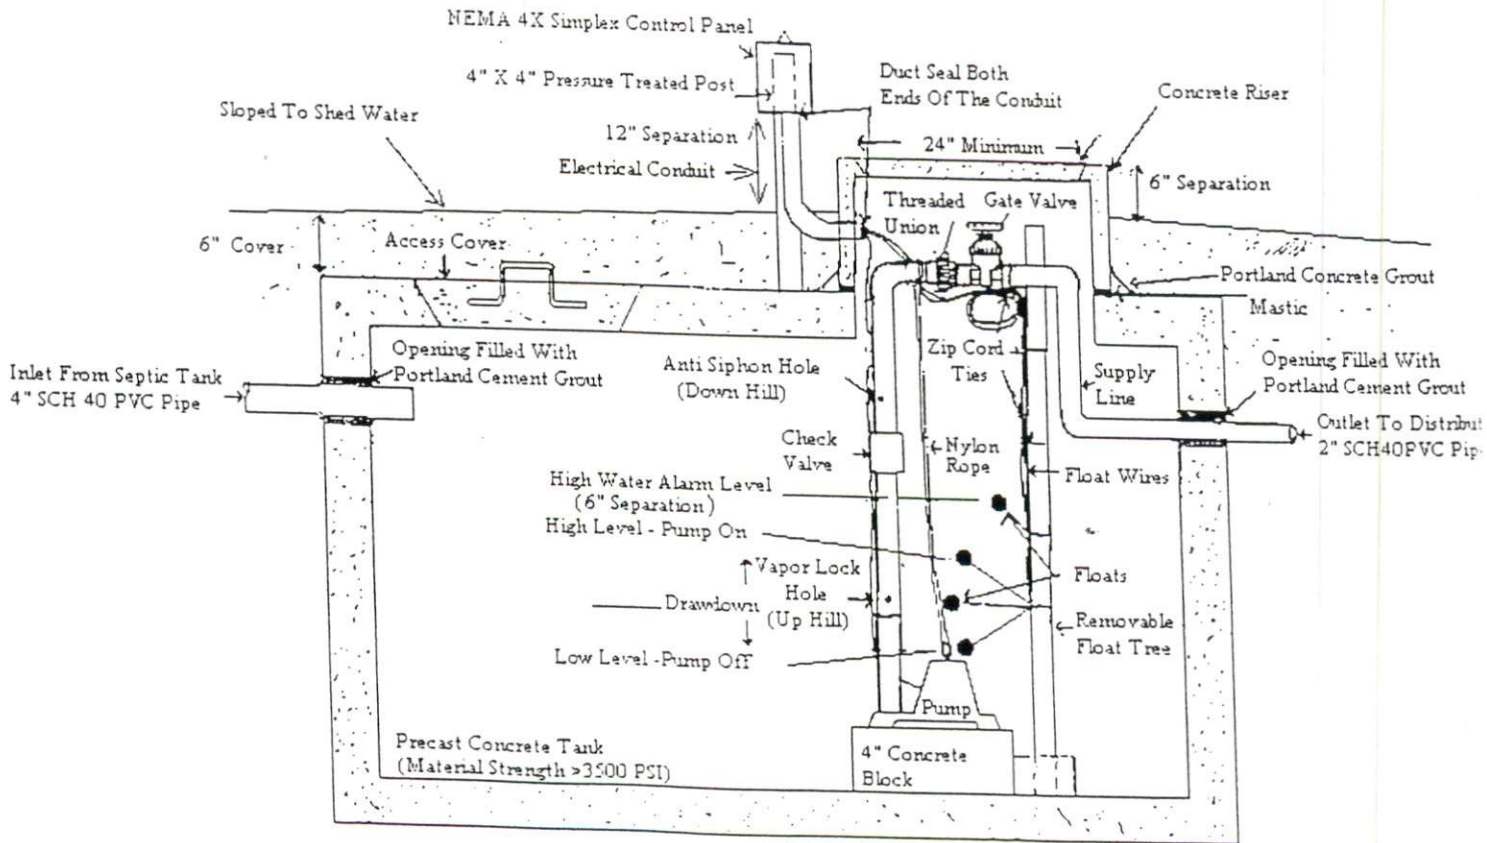 NEMA 4X Simplex Control Panel
4" X 4" Pressure Treated Post
Duct Seal Both
Ends Of The Conduit
Concrete Riser
Sloped To Shed Water
12" Separation
24" Minimum
Electrical Conduit
6" Separation
Threaded
Union
Gate Valve
6" Cover
Access Cover
Portland Concrete Grout
Mastic
Inlet From Septic Tank
4" SCH 40 PVC Pipe
Opening Filled With
Portland Cement Grout
Anti Siphon Hole
(Down Hill)
Zip Cord
Ties
Supply
Line
Opening Filled With
Portland Cement Grout
Outlet To Distribut
2" SCH40PVC Pip
Check
Valve
Nylon
Rope
Float Wires
High Water Alarm Level
(6" Separation)
High Level - Pump On
Vapor Lock
Hole
(Up Hill)
Drawdown
Floats
Removable
Float Tree
Low Level -Pump Off
Pump
Precast Concrete Tank
(Material Strength >3500 PSI)
4" Concrete
Block